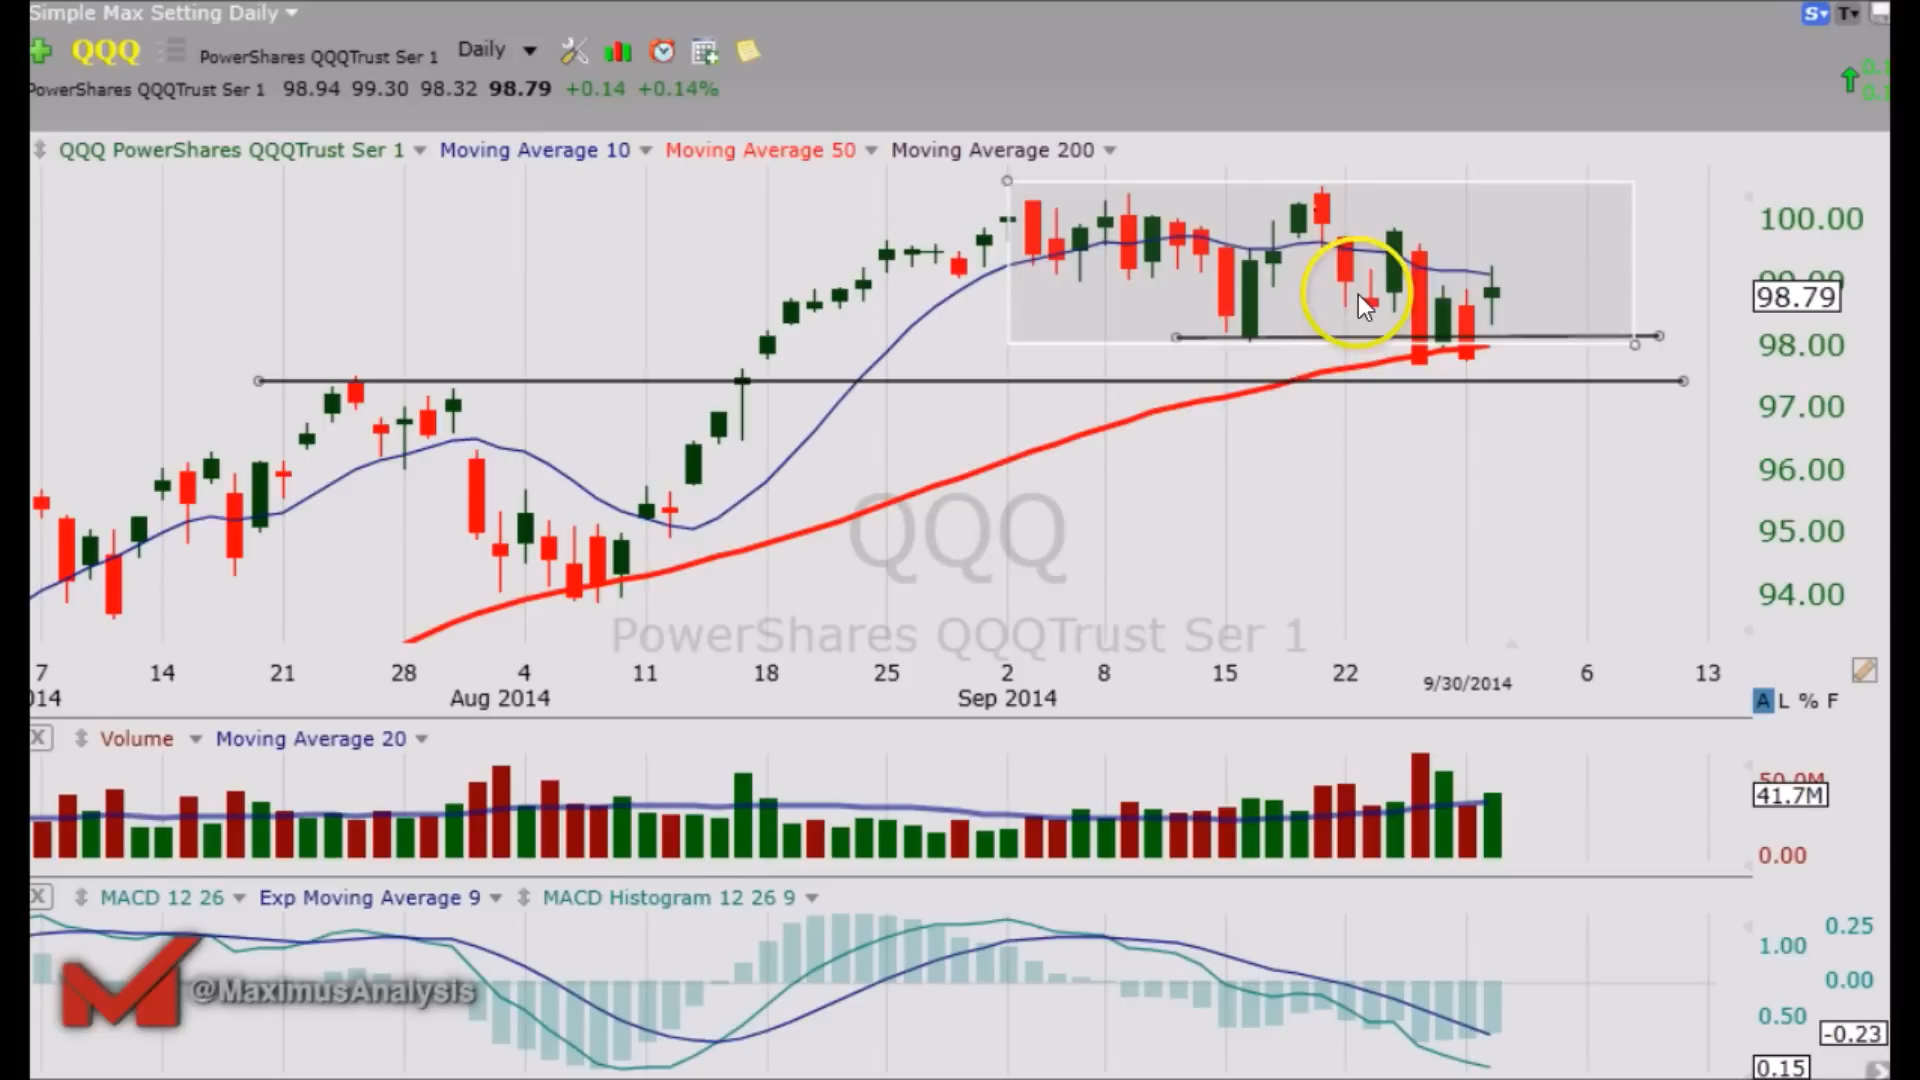 Simple Max Setting Daily
S T
QQQ PowerShares QQQTrust Ser 1 Daily
PowerShares QQQTrust Ser 1 98.94 99.30 98.32 98.79 +0.14 +0.14%
QQQ PowerShares QQQTrust Ser 1 Moving Average 10 Moving Average 50 Moving Average 200
100.00
98.79
98.00
97.00
96.00
95.00
94.00
QQQ
PowerShares QQQTrust Ser 1
7 14 21 28 4 11 18 25 2 8 15 22 9/30/2014 6 13
014 Aug 2014 Sep 2014
A L % F
X Volume Moving Average 20
41.7M
0.00
X MACD 12 26 Exp Moving Average 9 MACD Histogram 12 26 9
0.25
1.00
0.00
@MaximusAnalysis
0.50
-0.23
0.15